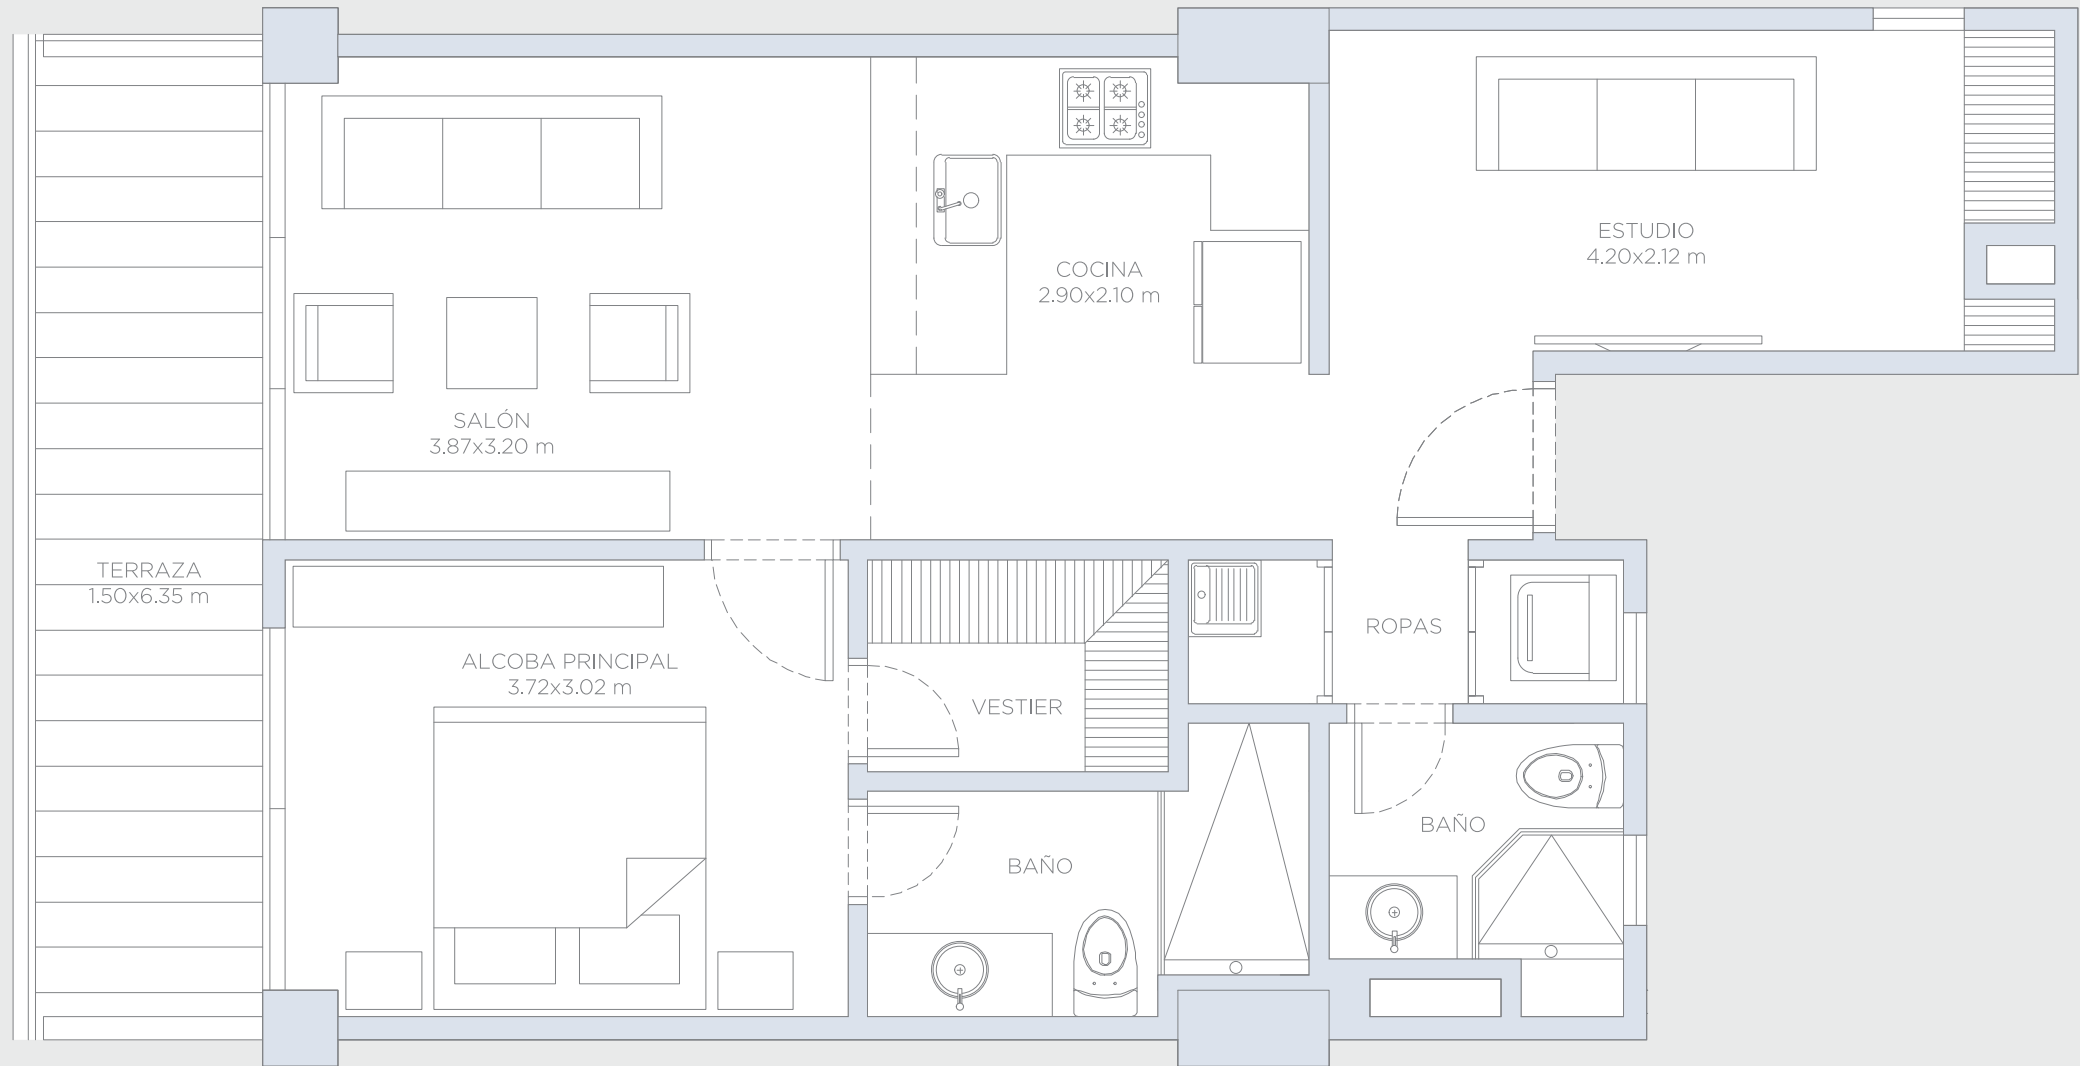 ESTUDIO
4.20x2.12 m
COCINA
2.90x2.10 m
SALÓN
3.87x3.20 m
TERRAZA
1.50x6.35 m
ROPAS
ALCOBA PRINCIPAL
3.72x3.02 m
VESTIER
BAÑO
BAÑO